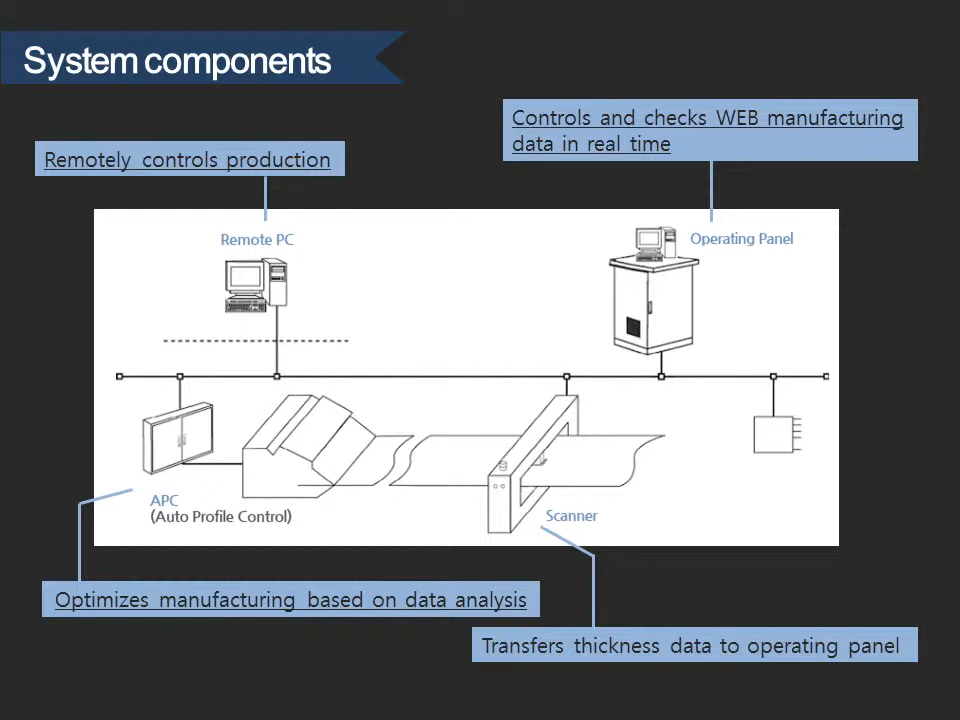 System components
Controls and checks WEB manufacturing
data in real time
Remotely controls production
Remote PC
Operating Panel
APC
(Auto Profile Control)
Scanner
Optimizes manufacturing based on data analysis
Transfers thickness data to operating panel